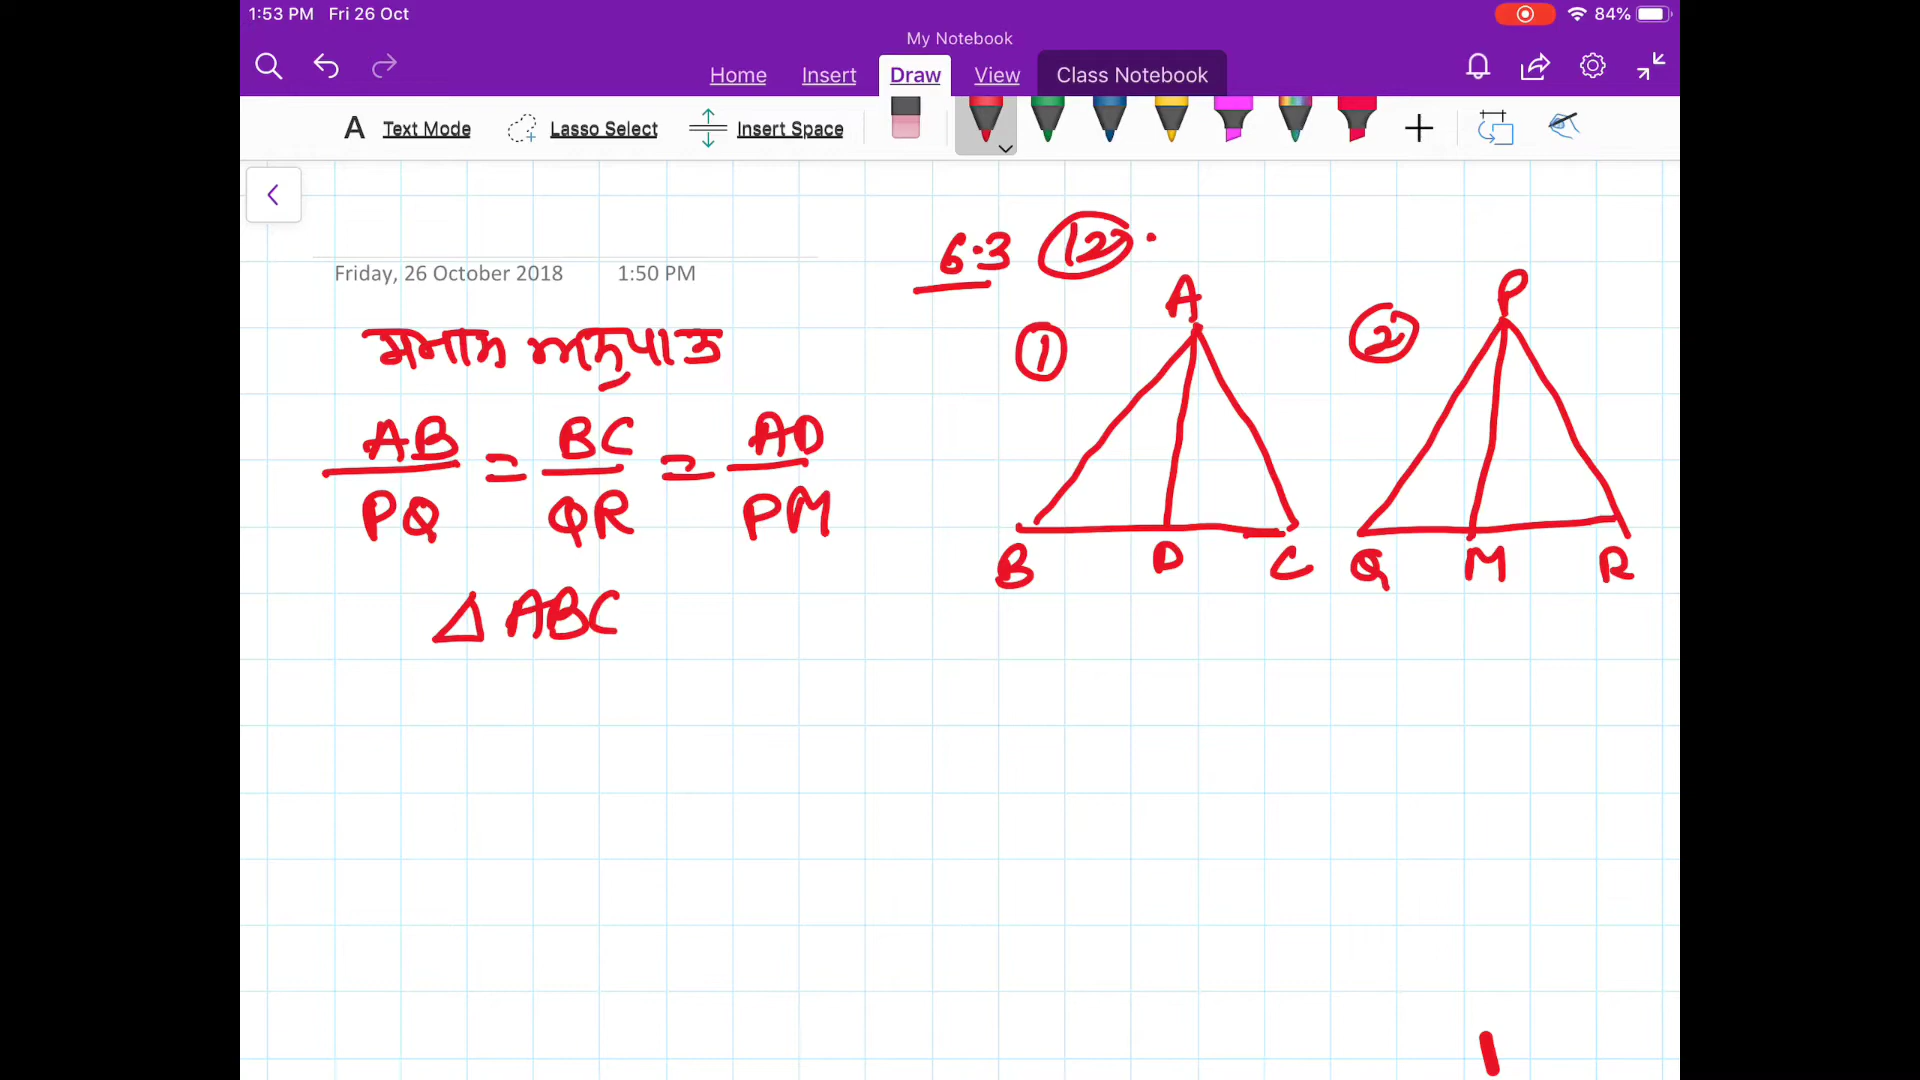 1:53 PM Fri 26 Oct
84%
My Notebook
Home Insert Draw View Class Notebook
A Text Mode Lasso Select Insert Space
Friday, 26 October 2018 1:50 PM
6.3 (12).
AB/PQ = BC/QR = AD/PM
△ ABC
① A
B D C
② P
Q M R